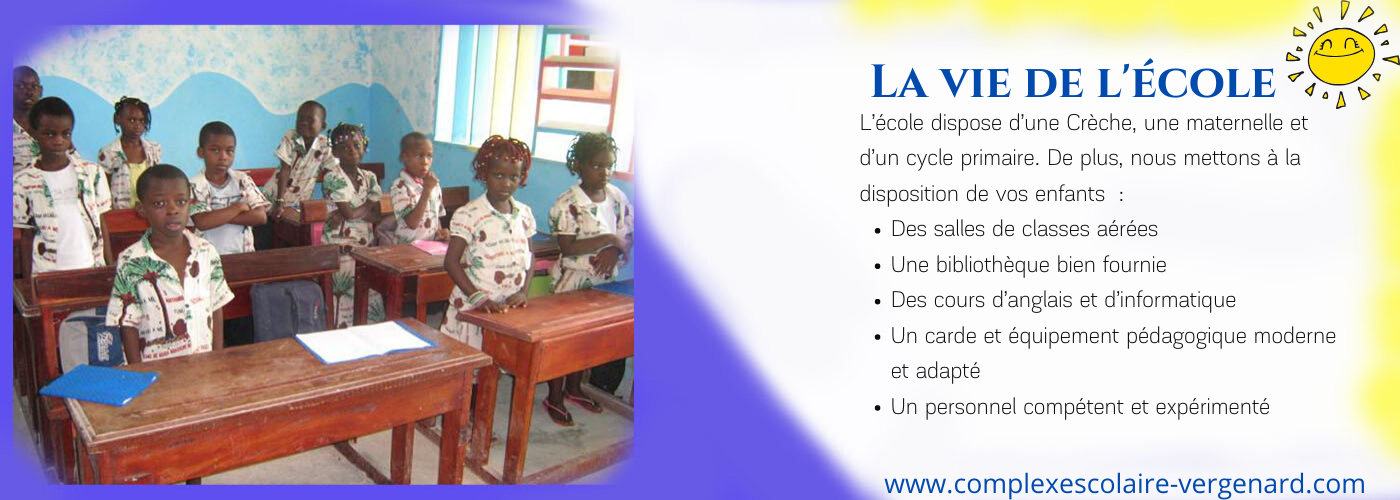 La vie de l'école
L'école dispose d'une Crèche, une maternelle et
d'un cycle primaire. De plus, nous mettons à la
disposition de vos enfants :
• Des salles de classes aérées
• Une bibliothèque bien fournie
• Des cours d'anglais et d'informatique
• Un carde et équipement pédagogique moderne
et adapté
• Un personnel compétent et expérimenté
www.complexescolaire-vergenard.com